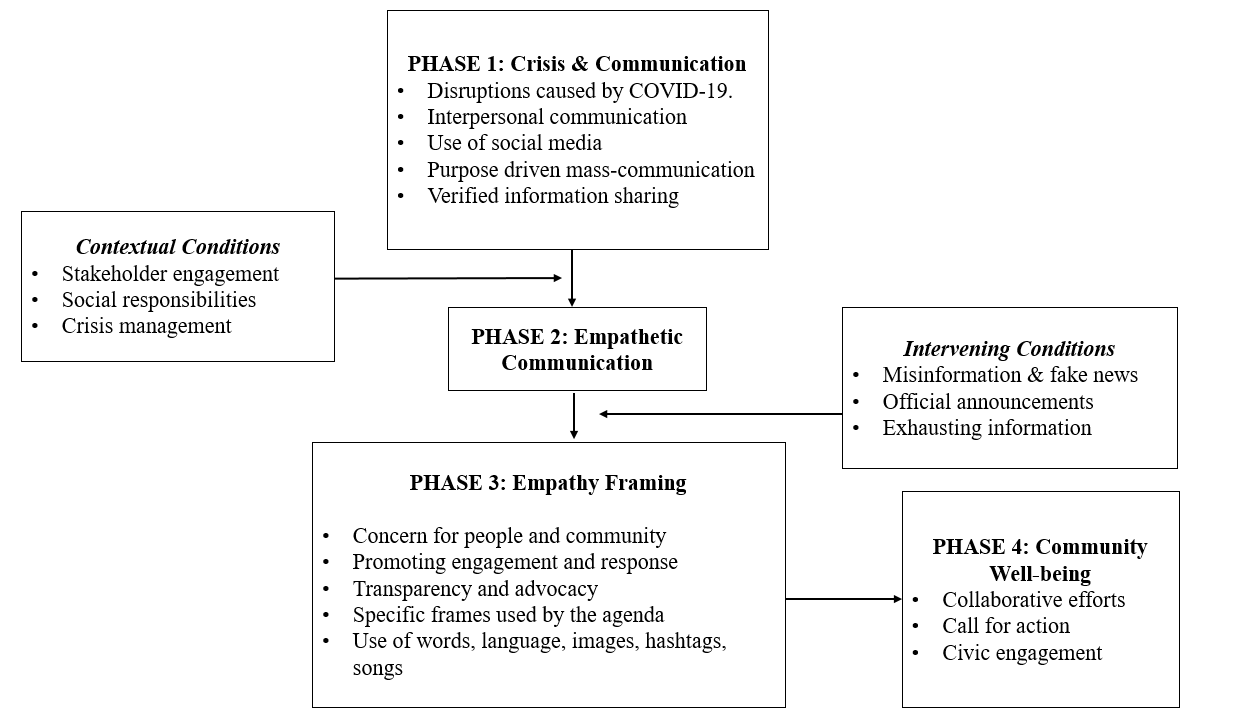 PHASE 1: Crisis & Communication
• Disruptions caused by COVID-19.
• Interpersonal communication
• Use of social media
• Purpose driven mass-communication
• Verified information sharing
Contextual Conditions
• Stakeholder engagement
• Social responsibilities
• Crisis management
PHASE 2: Empathetic
Communication
Intervening Conditions
• Misinformation & fake news
• Official announcements
• Exhausting information
PHASE 3: Empathy Framing
• Concern for people and community
• Promoting engagement and response
• Transparency and advocacy
• Specific frames used by the agenda
• Use of words, language, images, hashtags,
songs
PHASE 4: Community
Well-being
• Collaborative efforts
• Call for action
• Civic engagement